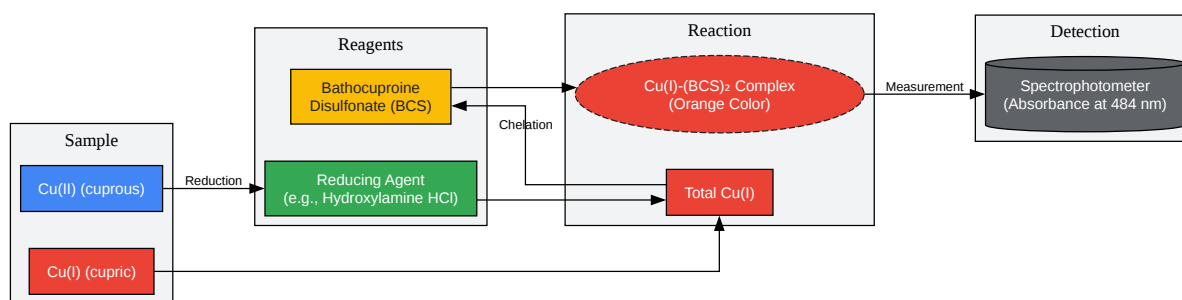 Sample
Cu(II) (cuprous)
Cu(I) (cupric)
Reduction
Reagents
Bathocuproine
Disulfonate (BCS)
Reducing Agent
(e.g., Hydroxylamine HCl)
Chelation
Reaction
Cu(I)-(BCS)₂ Complex
(Orange Color)
Total Cu(I)
Measurement
Detection
Spectrophotometer
(Absorbance at 484 nm)